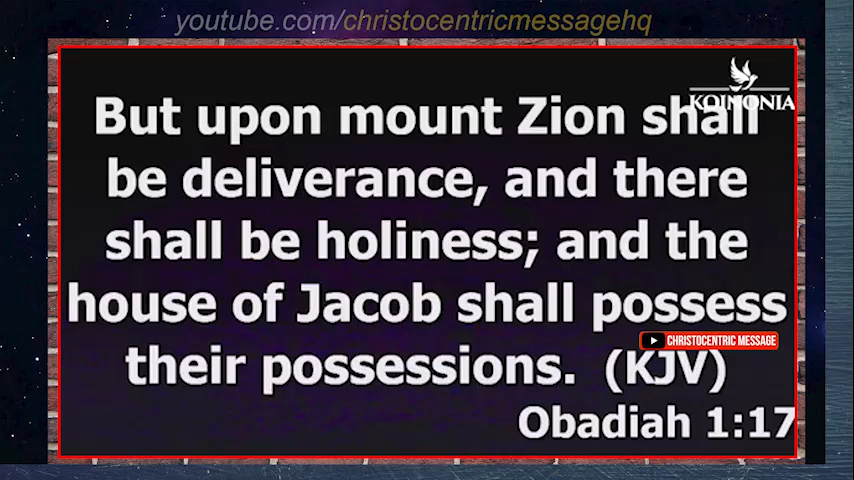 youtube.com/christocentricmessagehq
KOINONIA
But upon mount Zion shall
be deliverance, and there
shall be holiness; and the
house of Jacob shall possess
CHRISTOCENTRIC MESSAGE
their possessions. (KJV)
Obadiah 1:17